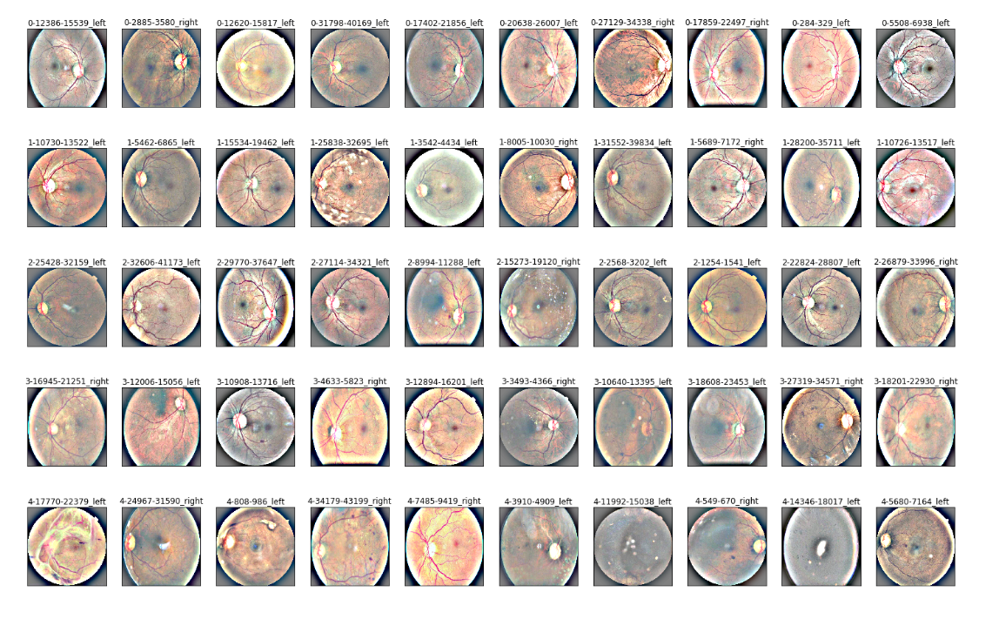 0-12386-15539_left 0-2885-3580_right 0-12620-15817_left 0-31798-40169_left 0-17402-21856_left 0-20638-26007_left 0-27129-34338_right 0-17859-22497_right 0-284-329_left 0-5508-6938_left
1-10730-13522_left 1-5462-6865_left 1-15534-19462_left 1-25838-32695_left 1-3542-4434_left 1-8005-10030_right 1-31552-39834_left 1-5689-7172_right 1-28200-35711_left 1-10726-13517_left
2-25428-32159_left 2-32606-41173_left 2-29770-37647_left 2-27114-34321_left 2-8994-11288_left 2-15273-19120_right 2-2568-3202_left 2-1254-1541_left 2-22824-28807_left 2-26879-33996_right
3-16945-21251_right 3-12006-15056_left 3-10908-13716_left 3-4633-5823_right 3-12894-16201_left 3-3493-4366_right 3-10640-13395_left 3-18608-23453_left 3-27319-34571_right 3-18201-22930_right
4-17770-22379_left 4-24967-31590_right 4-808-986_left 4-34179-43199_right 4-7485-9419_right 4-3910-4909_left 4-11992-15038_left 4-549-670_right 4-14346-18017_left 4-5680-7164_left